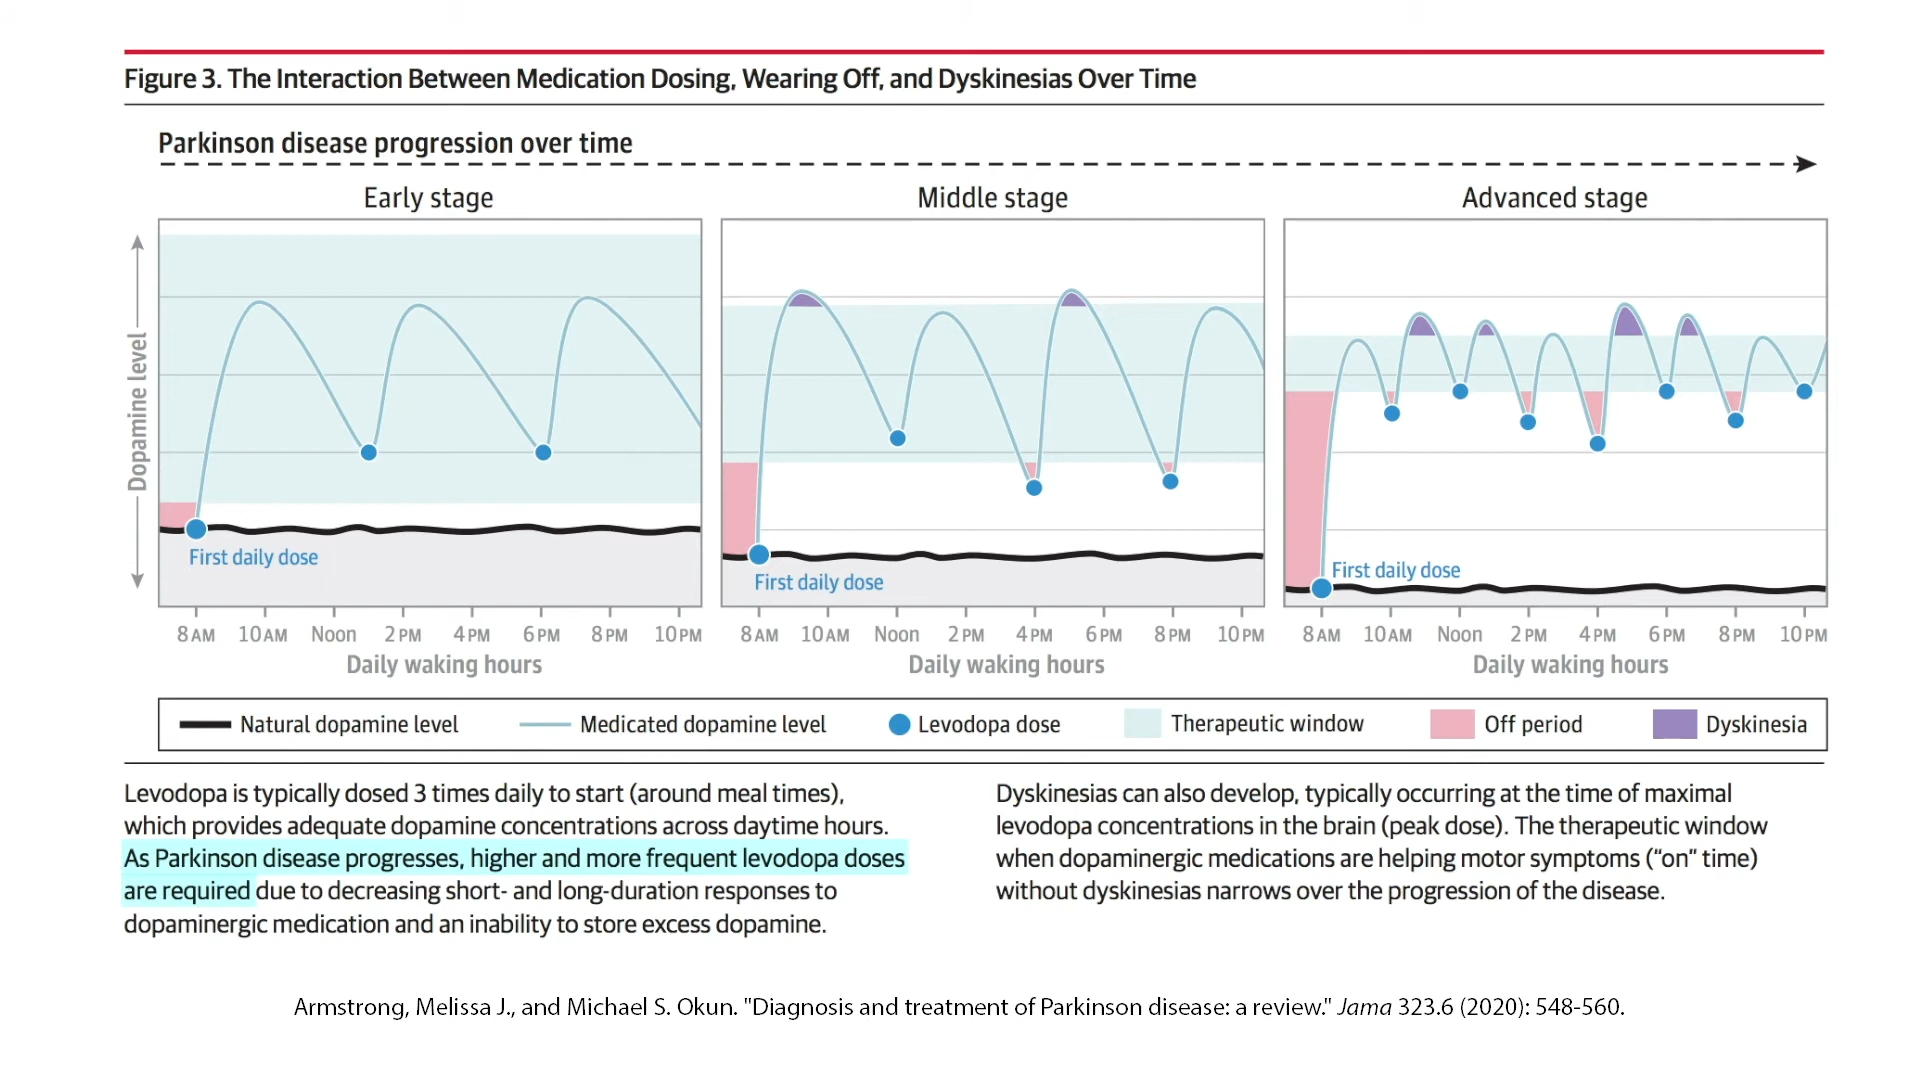 Figure 3. The Interaction Between Medication Dosing, Wearing Off, and Dyskinesias Over Time
Parkinson disease progression over time
Early stage
Middle stage
Advanced stage
Dopamine level
First daily dose
First daily dose
First daily dose
8 AM 10 AM Noon 2 PM 4 PM 6 PM 8 PM 10 PM
8 AM 10 AM Noon 2 PM 4 PM 6 PM 8 PM 10 PM
8 AM 10 AM Noon 2 PM 4 PM 6 PM 8 PM 10 PM
Daily waking hours
Daily waking hours
Daily waking hours
Natural dopamine level
Medicated dopamine level
Levodopa dose
Therapeutic window
Off period
Dyskinesia
Levodopa is typically dosed 3 times daily to start (around meal times),
which provides adequate dopamine concentrations across daytime hours.
As Parkinson disease progresses, higher and more frequent levodopa doses
are required due to decreasing short- and long-duration responses to
dopaminergic medication and an inability to store excess dopamine.
Dyskinesias can also develop, typically occurring at the time of maximal
levodopa concentrations in the brain (peak dose). The therapeutic window
when dopaminergic medications are helping motor symptoms (“on” time)
without dyskinesias narrows over the progression of the disease.
Armstrong, Melissa J., and Michael S. Okun. "Diagnosis and treatment of Parkinson disease: a review." Jama 323.6 (2020): 548-560.